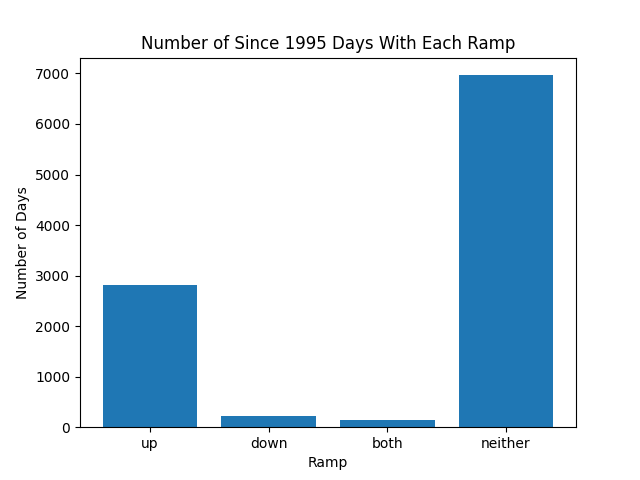 Number of Since 1995 Days With Each Ramp
Number of Days
7000
6000
5000
4000
3000
2000
1000
0
up down both neither
Ramp